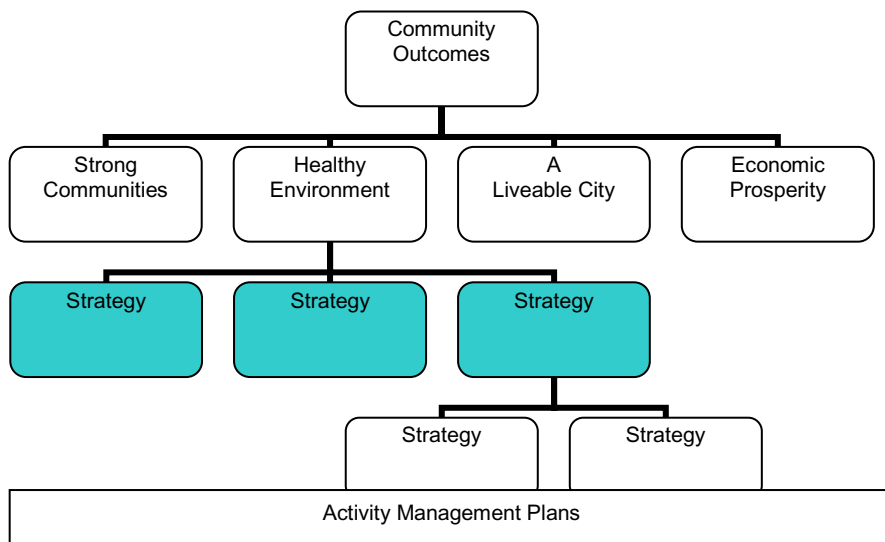 Community
Outcomes
Strong
Communities
Healthy
Environment
A
Liveable City
Economic
Prosperity
Strategy
Strategy
Strategy
Strategy
Strategy
Activity Management Plans